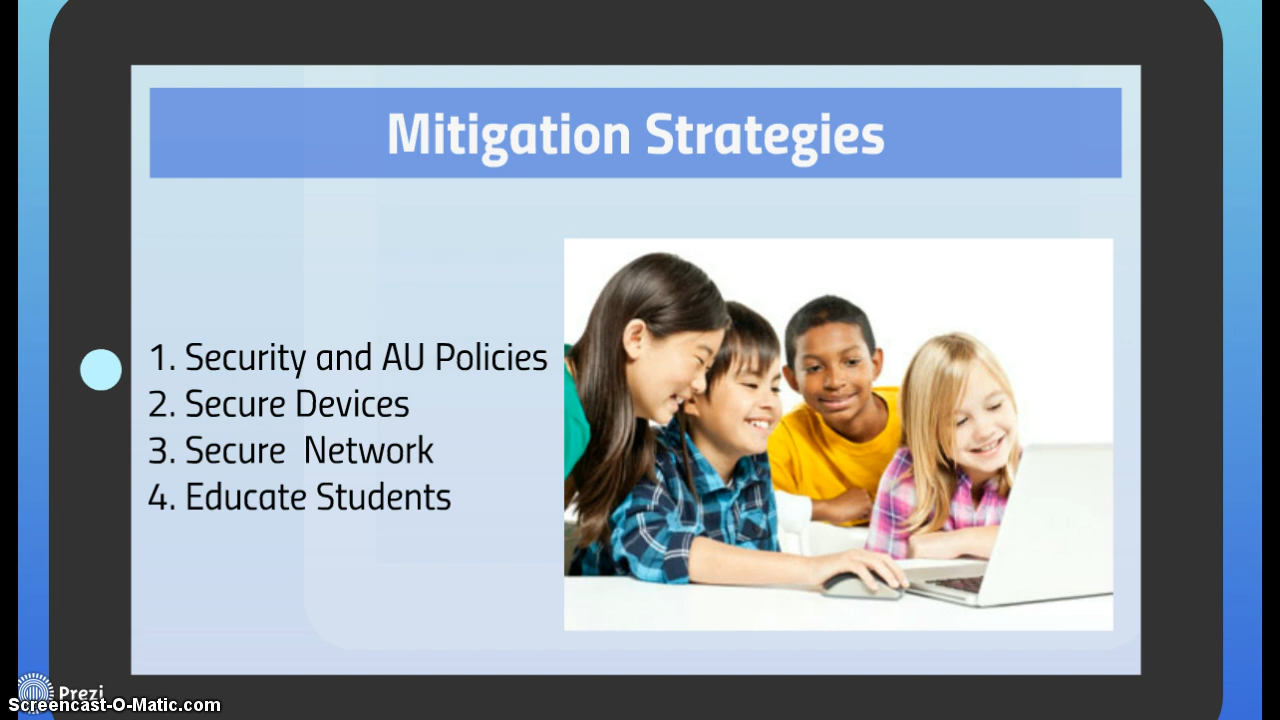 Mitigation Strategies
1. Security and AU Policies
2. Secure Devices
3. Secure  Network
4. Educate Students
Prezi
Screencast-O-Matic.com